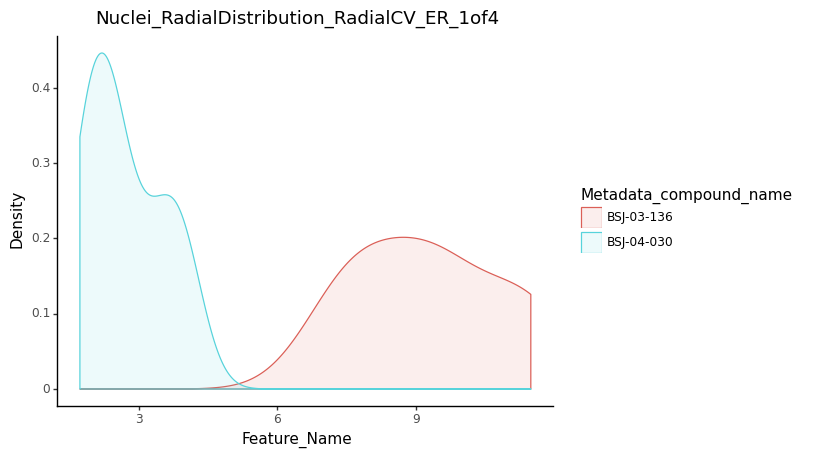 Nuclei_RadialDistribution_RadialCV_ER_1of4
Density
0.4
0.3
0.2
0.1
0
3
6
9
Feature_Name
Metadata_compound_name
BSJ-03-136
BSJ-04-030